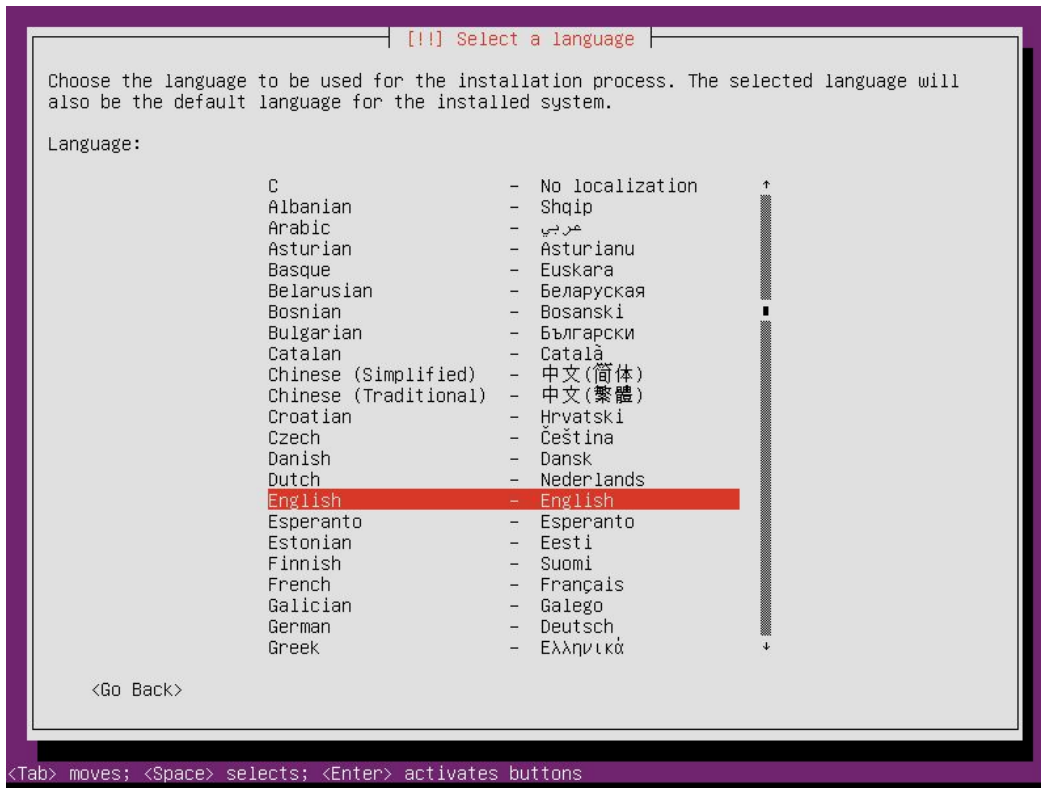 [!!] Select a language
Choose the language to be used for the installation process. The selected language will
also be the default language for the installed system.
Language:
C - No localization
Albanian - Shqip
Arabic - عربي
Asturian - Asturianu
Basque - Euskara
Belarusian - Беларуская
Bosnian - Bosanski
Bulgarian - Български
Catalan - Català
Chinese (Simplified) - 中文(简体)
Chinese (Traditional) - 中文(繁體)
Croatian - Hrvatski
Czech - Čeština
Danish - Dansk
Dutch - Nederlands
English - English
Esperanto - Esperanto
Estonian - Eesti
Finnish - Suomi
French - Français
Galician - Galego
German - Deutsch
Greek - Ελληνικά
<Go Back>
<Tab> moves; <Space> selects; <Enter> activates buttons